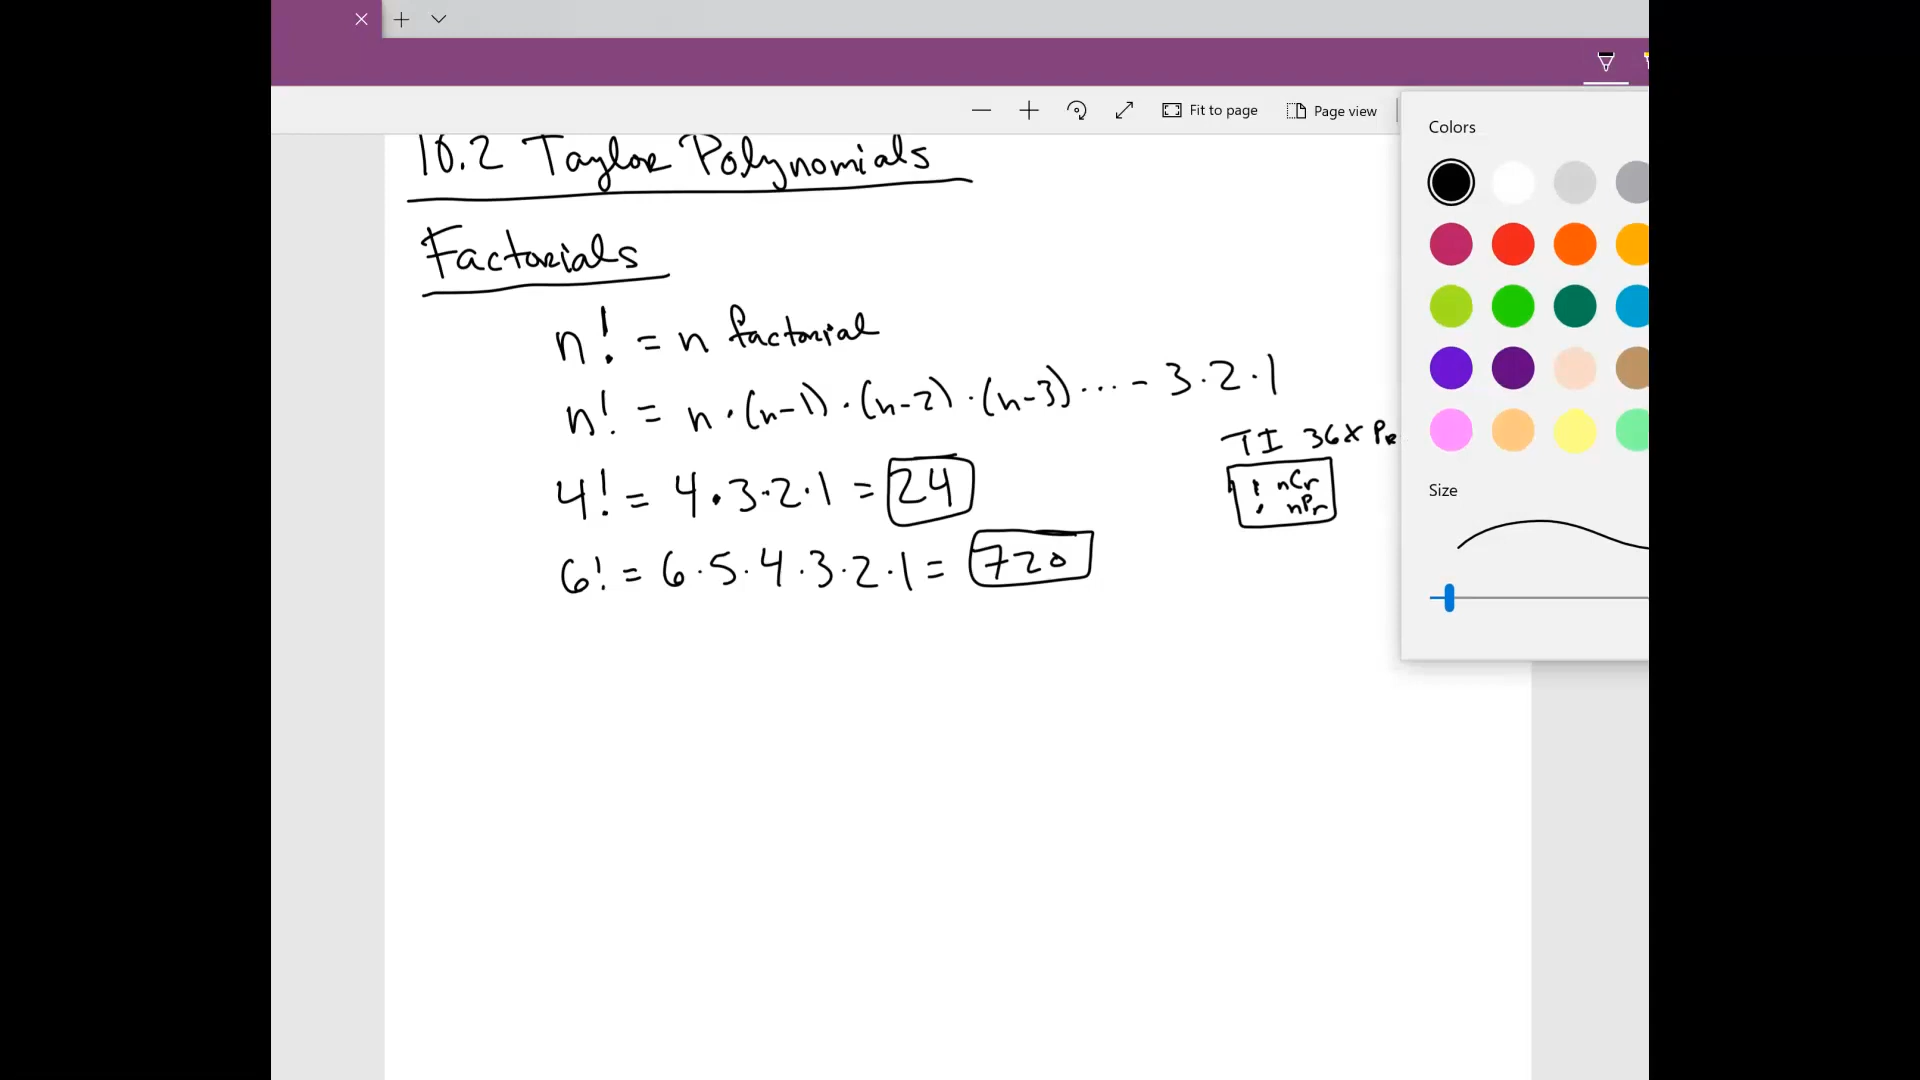 Fit to page
Page view
Colors
10.2 Taylor Polynomials
Factorials
n! = n factorial
n! = n·(n-1)·(n-2)·(n-3)····- 3·2·1
TI 36X Pr
! nCr
nPr
4! = 4·3·2·1 = 24
Size
6! = 6·5·4·3·2·1 = 720